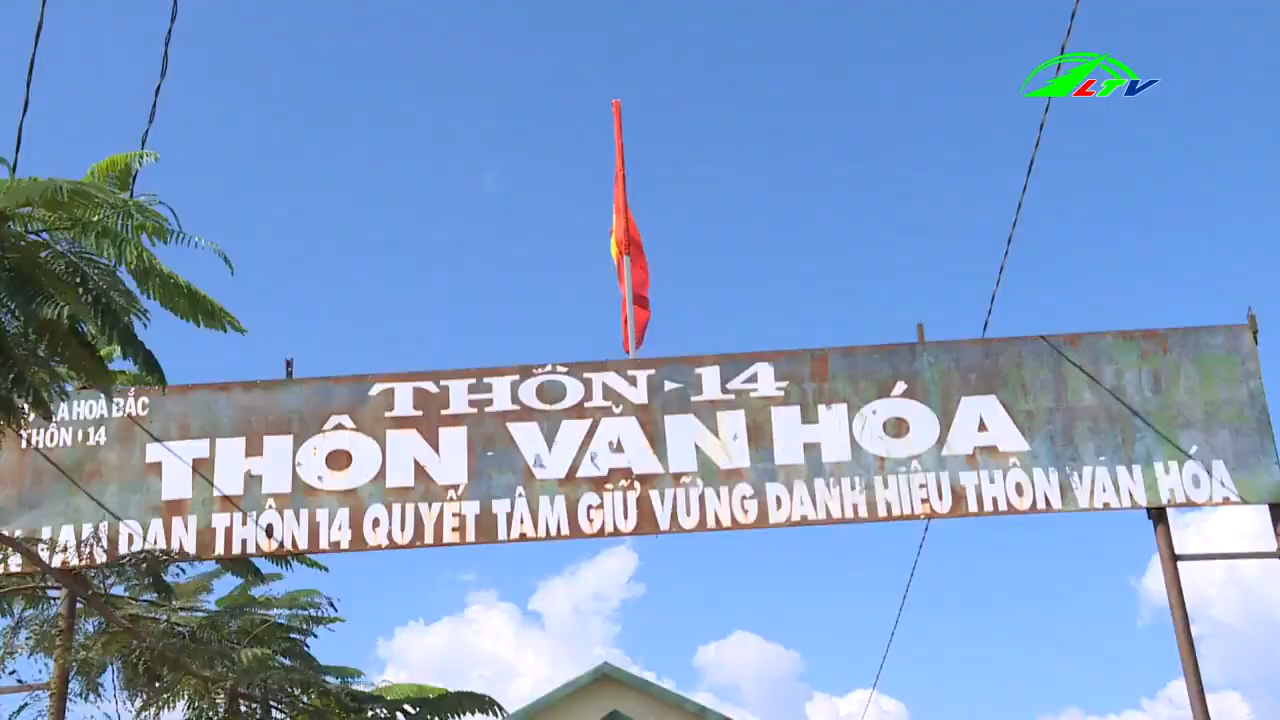 LTV
HOÀ BẮC
THÔN 14
THÔN - 14
THÔN VĂN HÓA
DAN THÔN 14 QUYẾT TÂM GIỮ VỮNG DANH HIỆU THÔN VĂN HÓA